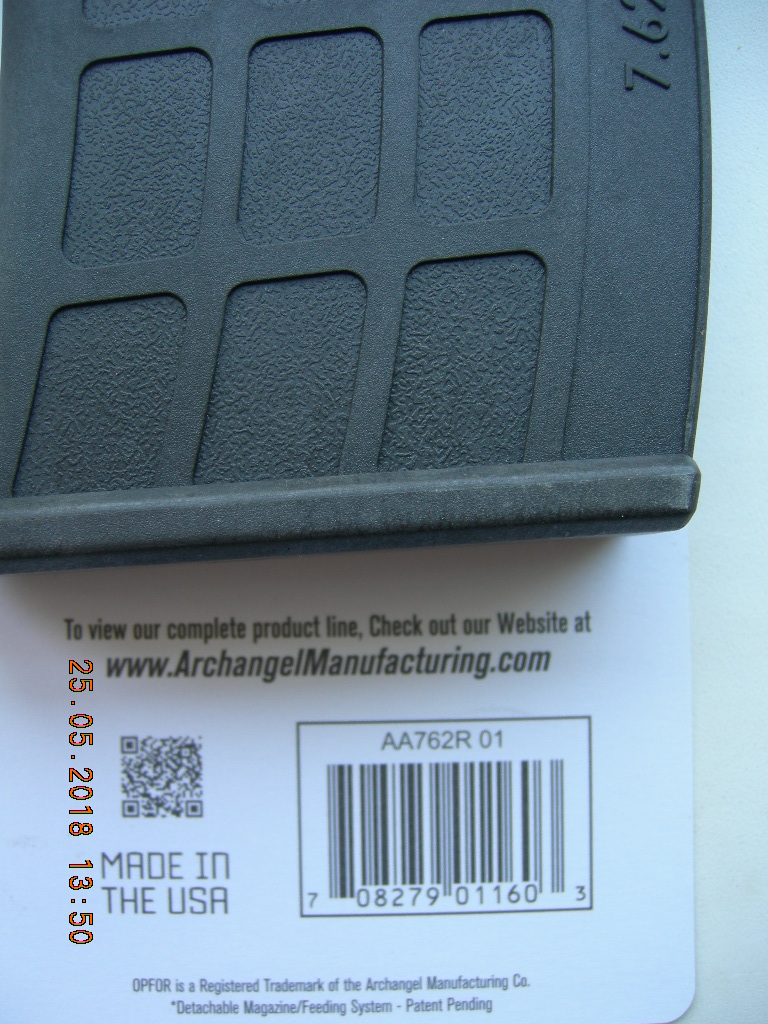 7.62
To view our complete product line, Check out our Website at
www.ArchangelManufacturing.com
25.05.2018 13:50
AA762R 01
7 08279 01160 3
MADE IN
THE USA
OPFOR is a Registered Trademark of the Archangel Manufacturing Co.
*Detachable Magazine/Feeding System - Patent Pending